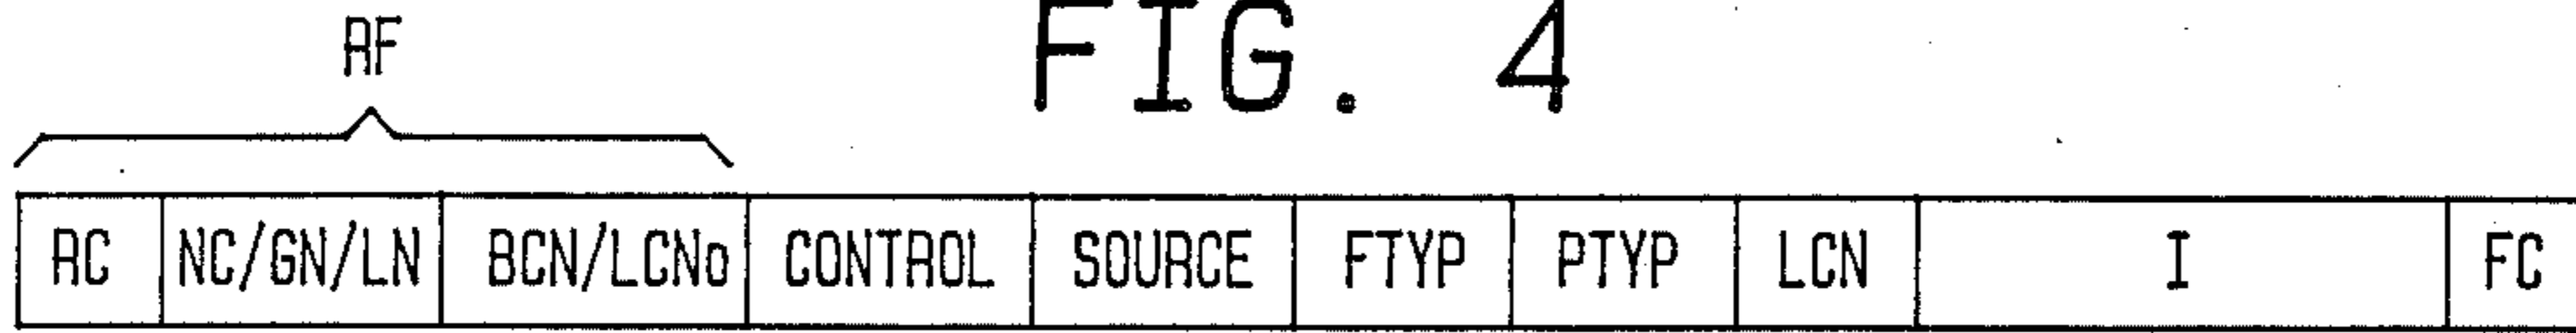 FIG. 4
RF
RC NC/GN/LN BCN/LCNo CONTROL SOURCE FTYP PTYP LCN I FC